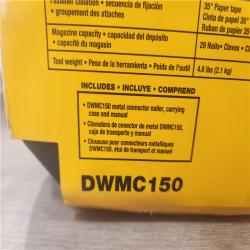 Fastener collation • secuencia de fijación
• groupement des attaches
35° Paper tape
Cinta de papel 35°
Ruban de papier 35°
Magazine capacity • capacidad del depósito
• capacité du magasin
29 Nails • Clavos •
Tool weight • Peso de la herramienta • Poids de l'outil
4.6 lbs (2.1 kg)
INCLUDES • INCLUYE • COMPREND
• DWMC150 metal connector nailer, carrying
case and manual
• Clavadora de conector de metal DWMC150,
caja de transporte y manual
• Cloueuse pour connecteurs métalliques
DWMC150, étui de transport et manuel
DWMC150